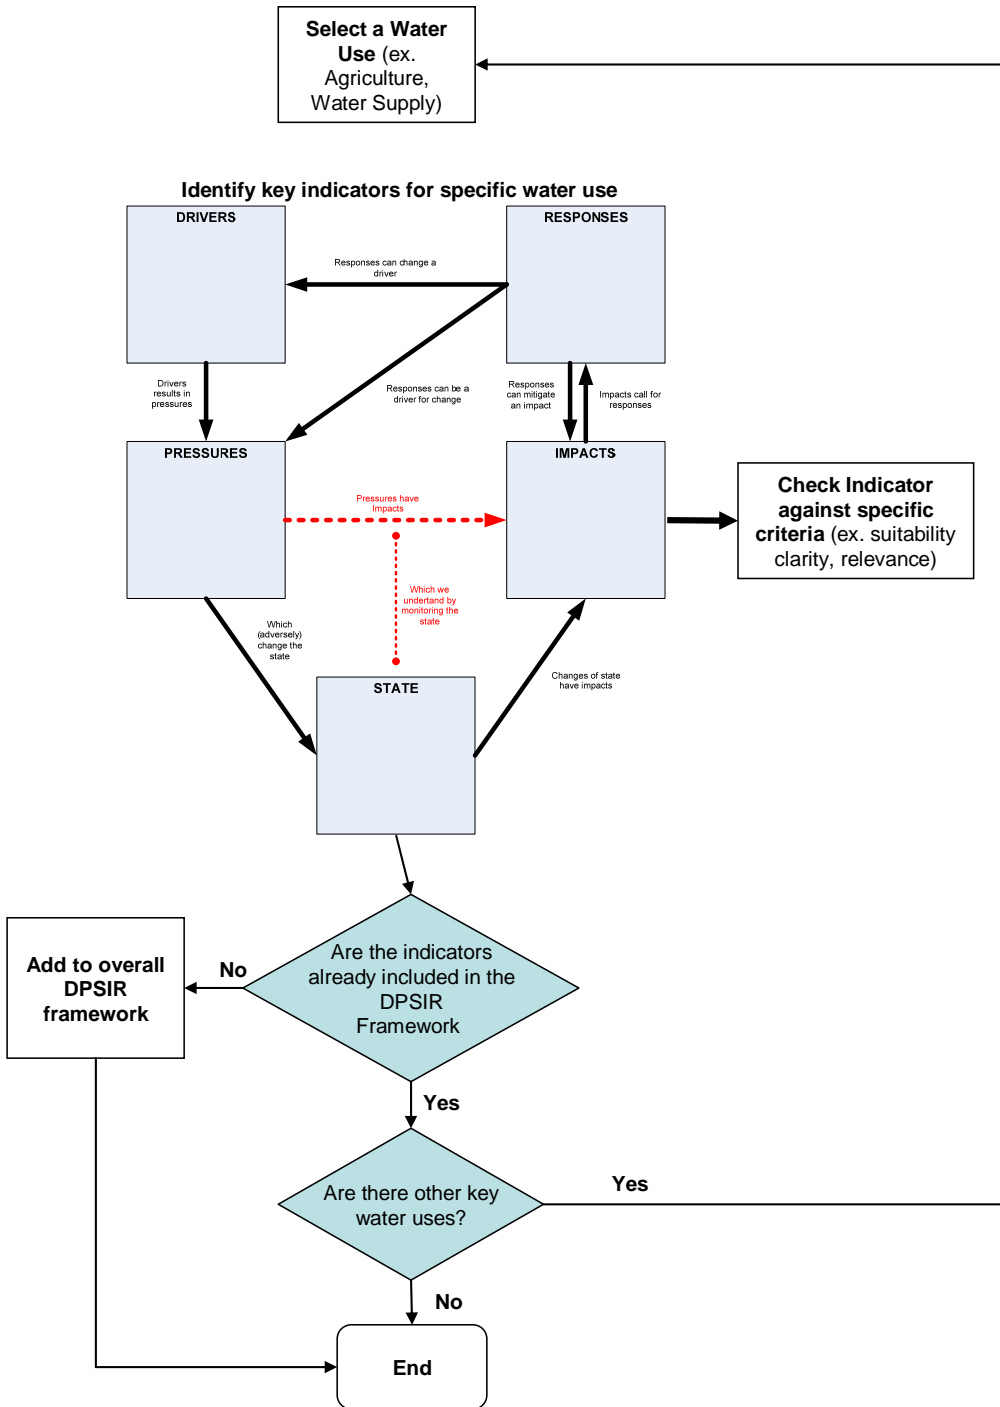 Select a Water
Use (ex.
Agriculture,
Water Supply)
Identify key indicators for specific water use
DRIVERS
RESPONSES
Responses can change a
driver
Drivers
results in
pressures
Responses can be a
driver for change
Responses
can mitigate
an impact
Impacts call for
responses
PRESSURES
IMPACTS
Pressures have
Impacts
Check Indicator
against specific
criteria (ex. suitability
clarity, relevance)
Which we
undertand by
monitoring the
state
Which
(adversely)
change the
state
STATE
Changes of state
have impacts
Are the indicators
already included in the
DPSIR
Framework
No
Add to overall
DPSIR
framework
Yes
Are there other key
water uses?
Yes
No
End